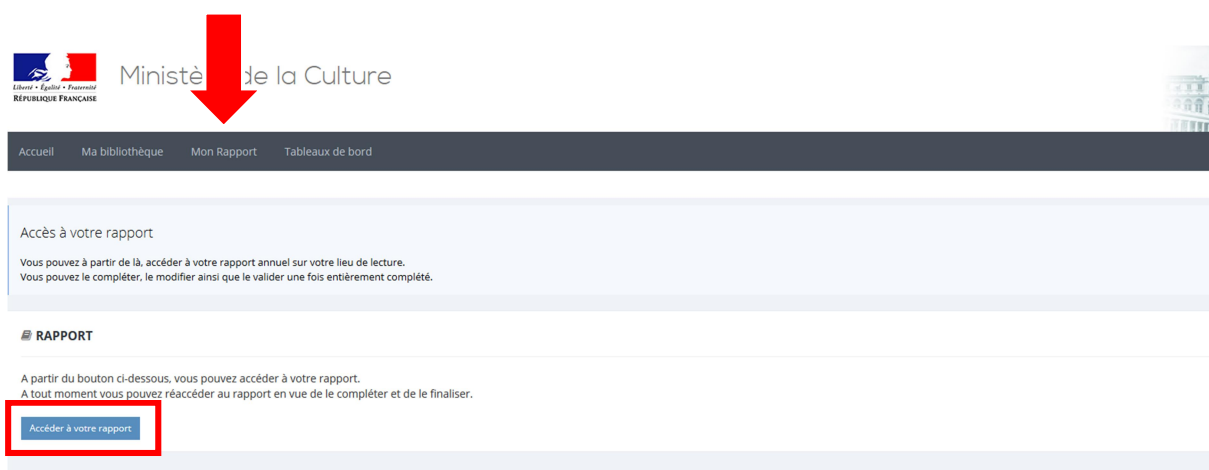 Liberté • Égalité • Fraternité
RÉPUBLIQUE FRANÇAISE
Ministè de la Culture
Accueil Ma bibliothèque Mon Rapport Tableaux de bord
Accès à votre rapport
Vous pouvez à partir de là, accéder à votre rapport annuel sur votre lieu de lecture.
Vous pouvez le compléter, le modifier ainsi que le valider une fois entièrement complété.
RAPPORT
A partir du bouton ci-dessous, vous pouvez accéder à votre rapport.
A tout moment vous pouvez réaccéder au rapport en vue de le compléter et de le finaliser.
Accéder à votre rapport